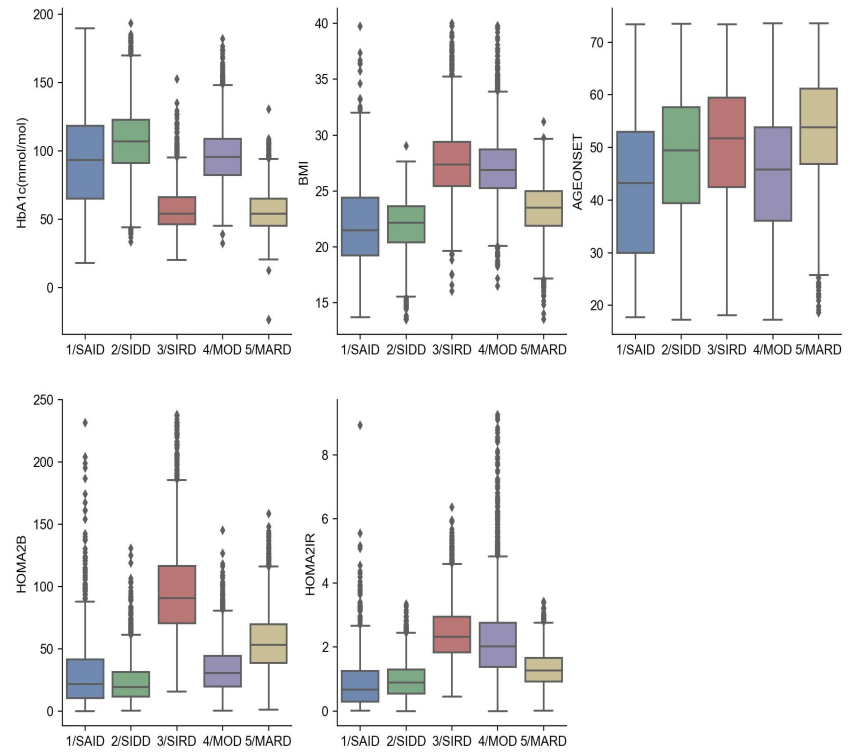 HbA1c(mmol/mol)
200
150
100
50
0
1/SAID 2/SIDD 3/SIRD 4/MOD 5/MARD
BMI
40
35
30
25
20
15
1/SAID 2/SIDD 3/SIRD 4/MOD 5/MARD
AGEONSET
70
60
50
40
30
20
1/SAID 2/SIDD 3/SIRD 4/MOD 5/MARD
HOMA2B
250
200
150
100
50
0
1/SAID 2/SIDD 3/SIRD 4/MOD 5/MARD
HOMA2IR
8
6
4
2
0
1/SAID 2/SIDD 3/SIRD 4/MOD 5/MARD